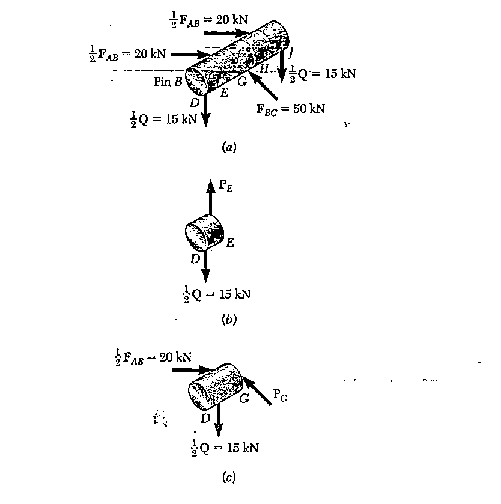 ½F_AB = 20 kN
½F_AB = 20 kN
Pin B
H
I
½Q = 15 kN
G
E
D
F_BC = 50 kN
½Q = 15 kN
(a)
P_E
E
D
½Q = 15 kN
(b)
½F_AB = 20 kN
G
P_G
D
½Q = 15 kN
(c)